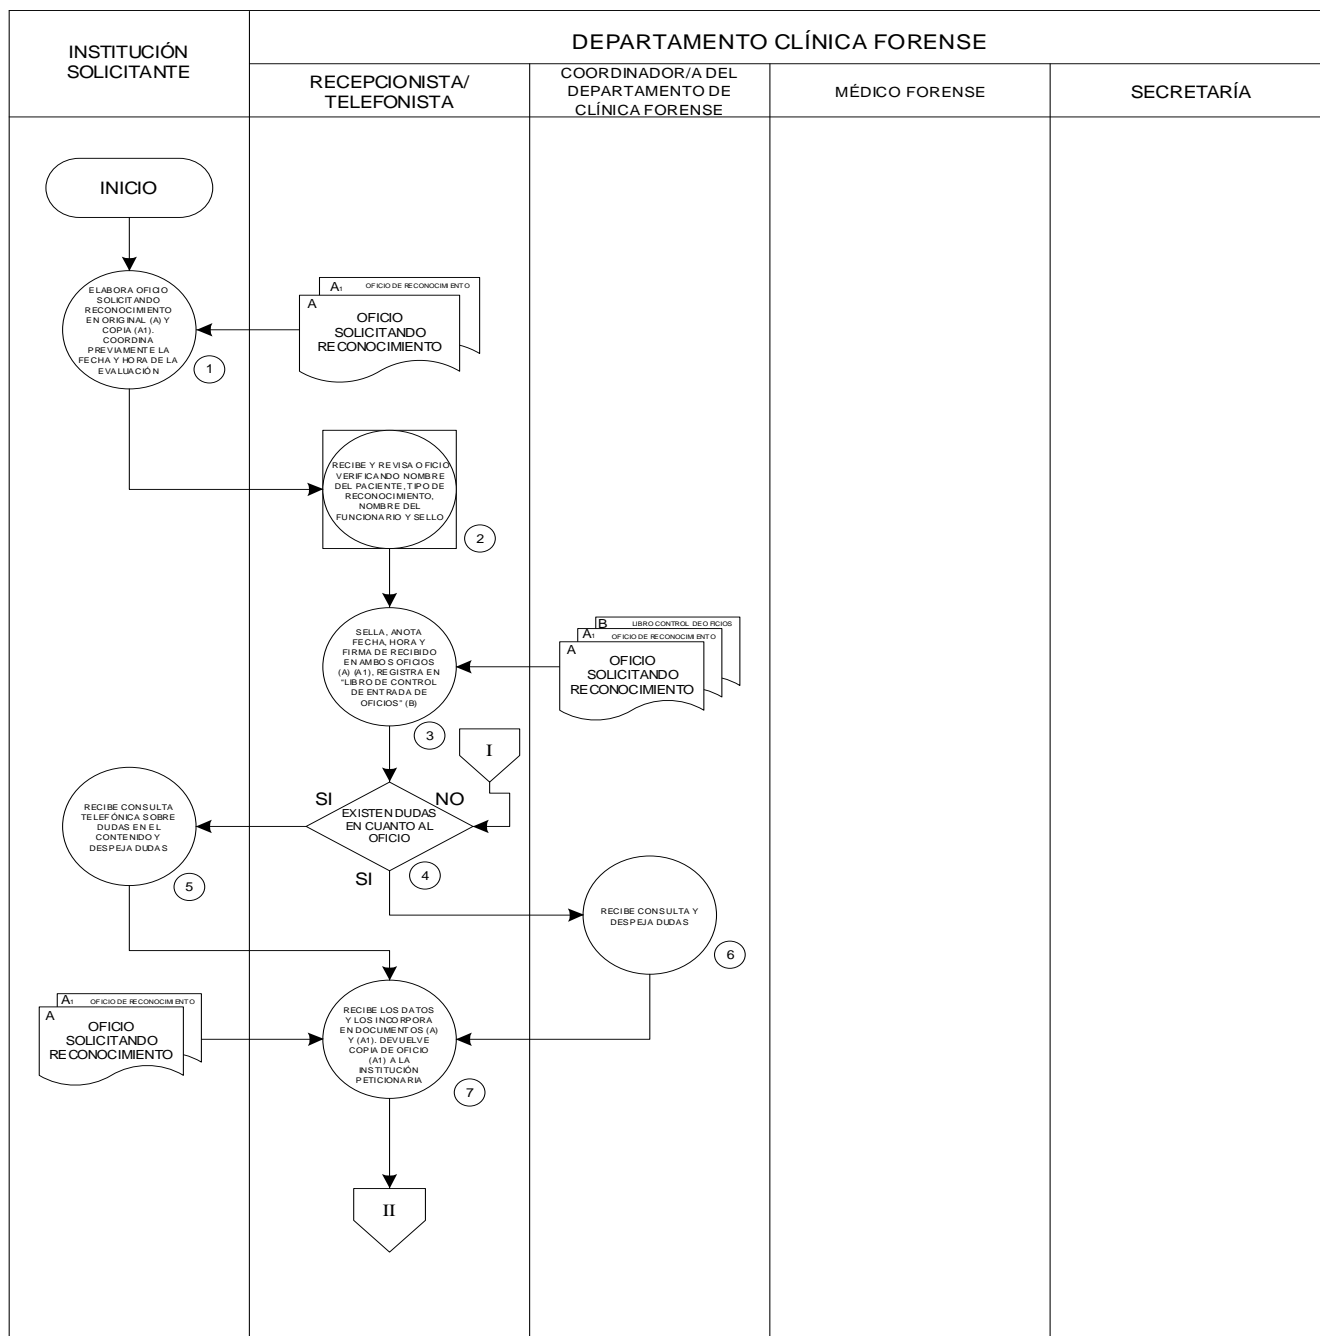 INSTITUCIÓN
SOLICITANTE
DEPARTAMENTO CLÍNICA FORENSE
RECEPCIONISTA/
TELEFONISTA
COORDINADOR/A DEL
DEPARTAMENTO DE
CLÍNICA FORENSE
MÉDICO FORENSE
SECRETARÍA
INICIO
ELABORA OFICIO
SOLICITANDO
RECONOCIMIENTO
EN ORIGINAL (A) Y
COPIA (A1).
COORDINA
PREVIAMENTE LA
FECHA Y HORA DE LA
EVALUACIÓN
1
A1 OFICIO DE RECONOCIMIENTO
A
OFICIO
SOLICITANDO
RECONOCIMIENTO
RECIBE Y REVISA OFICIO
VERIFICANDO NOMBRE
DEL PACIENTE, TIPO DE
RECONOCIMIENTO,
NOMBRE DEL
FUNCIONARIO Y SELLO
2
SELLA, ANOTA
FECHA, HORA Y
FIRMA DE RECIBIDO
EN AMBOS OFICIOS
(A) (A1), REGISTRA EN
"LIBRO DE CONTROL
DE ENTRADA DE
OFICIOS" (B)
3
B LIBRO CONTROL DE OFICIOS
A1 OFICIO DE RECONOCIMIENTO
A
OFICIO
SOLICITANDO
RECONOCIMIENTO
I
SI
NO
EXISTEN DUDAS
EN CUANTO AL
OFICIO
4
SI
RECIBE CONSULTA
TELEFÓNICA SOBRE
DUDAS EN EL
CONTENIDO Y
DESPEJA DUDAS
5
RECIBE CONSULTA Y
DESPEJA DUDAS
6
A1 OFICIO DE RECONOCIMIENTO
A
OFICIO
SOLICITANDO
RECONOCIMIENTO
RECIBE LOS DATOS
Y LOS INCORPORA
EN DOCUMENTOS (A)
Y (A1). DEVUELVE
COPIA DE OFICIO
(A1) A LA
INSTITUCIÓN
PETICIONARIA
7
II